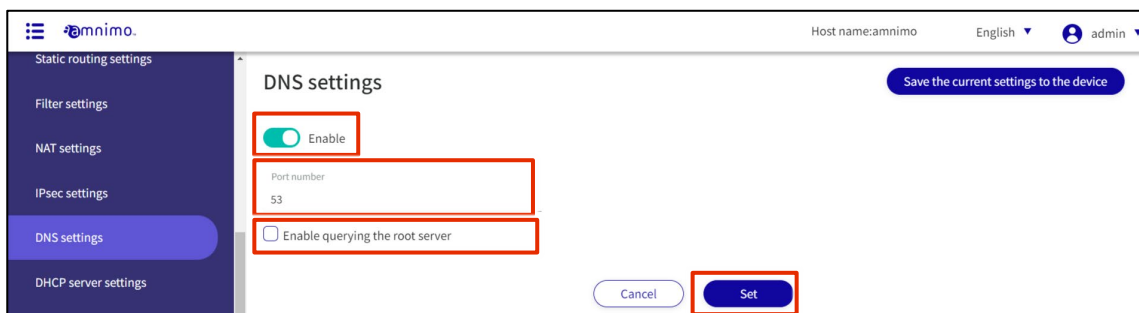 amnimo
Host name:amnimo
English
admin
Static routing settings
Filter settings
NAT settings
IPsec settings
DNS settings
DHCP server settings
DNS settings
Save the current settings to the device
Enable
Port number
53
Enable querying the root server
Cancel
Set